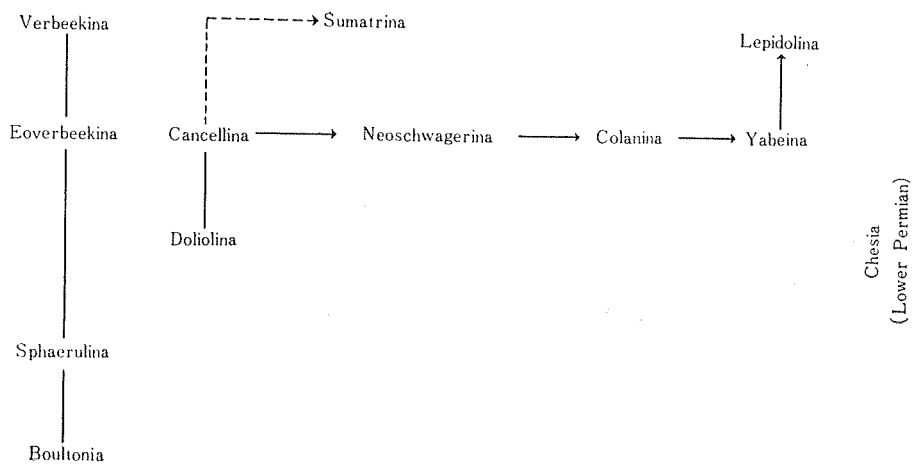 Verbeekina
Sumatrina
Lepidolina
Eoverbeekina Cancellina Neoschwagerina Colanina Yabeina
Doliolina
Chesia
(Lower Permian)
Sphaerulina
Boultonia